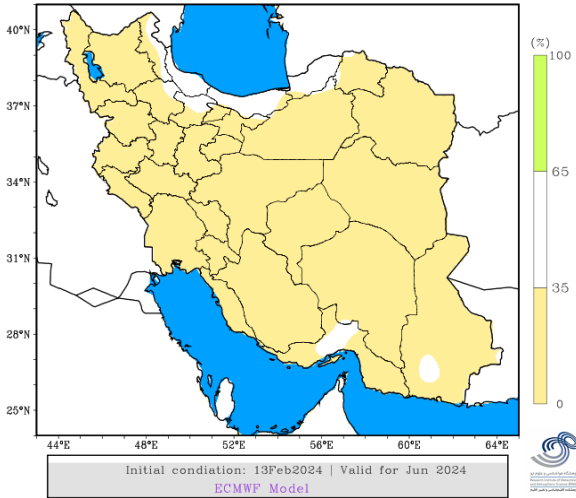 41°N
37°N
34°N
31°N
28°N
25°N
44°E 48°E 52°E 56°E 60°E 64°E
(%)
100
65
35
0
Initial condiation: 13Feb2024 | Valid for Jun 2024
ECMWF Model